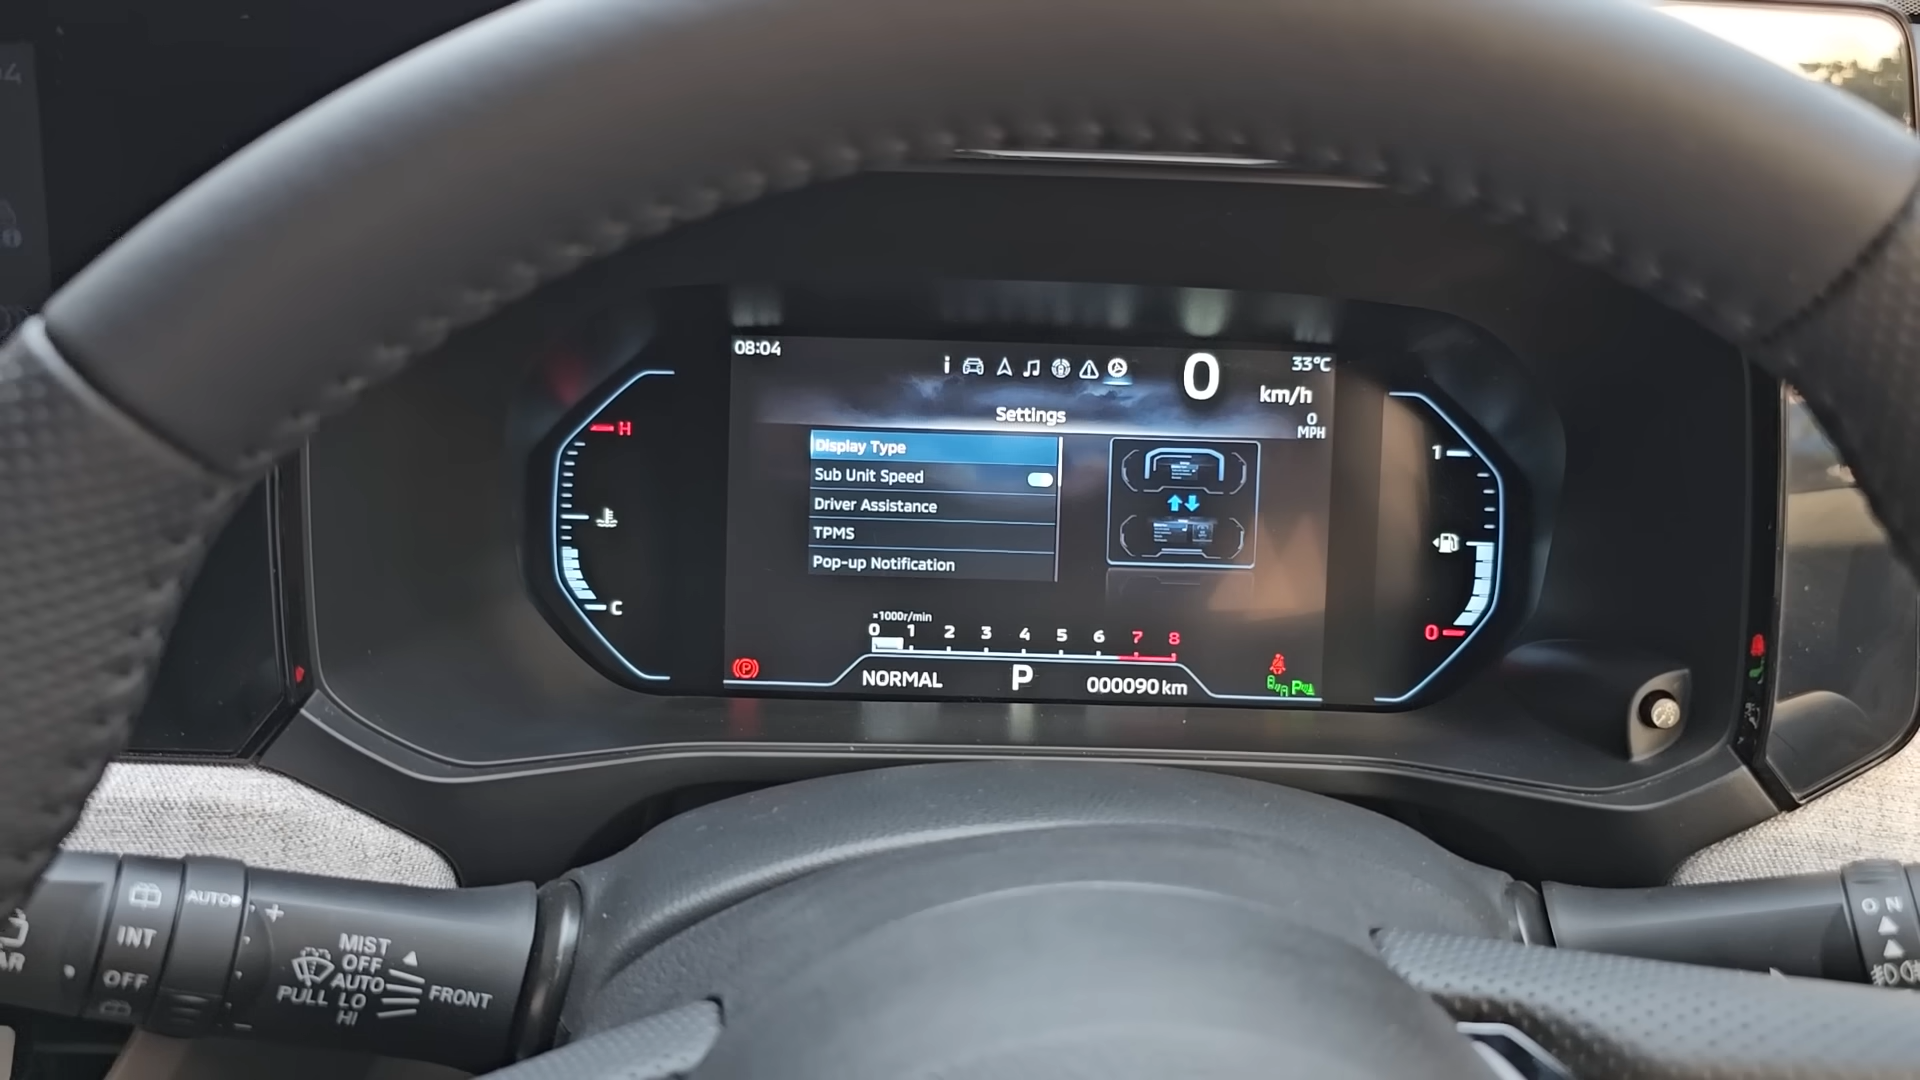 08:04
0
33°C
km/h
0
MPH
Settings
Display Type
Sub Unit Speed
Driver Assistance
TPMS
Pop-up Notification
H
C
1
0
×1000r/min
0 1 2 3 4 5 6 7 8
NORMAL
P
000090 km
AUTO
INT
OFF
MIST
OFF
AUTO
PULL LO
HI
FRONT
ON